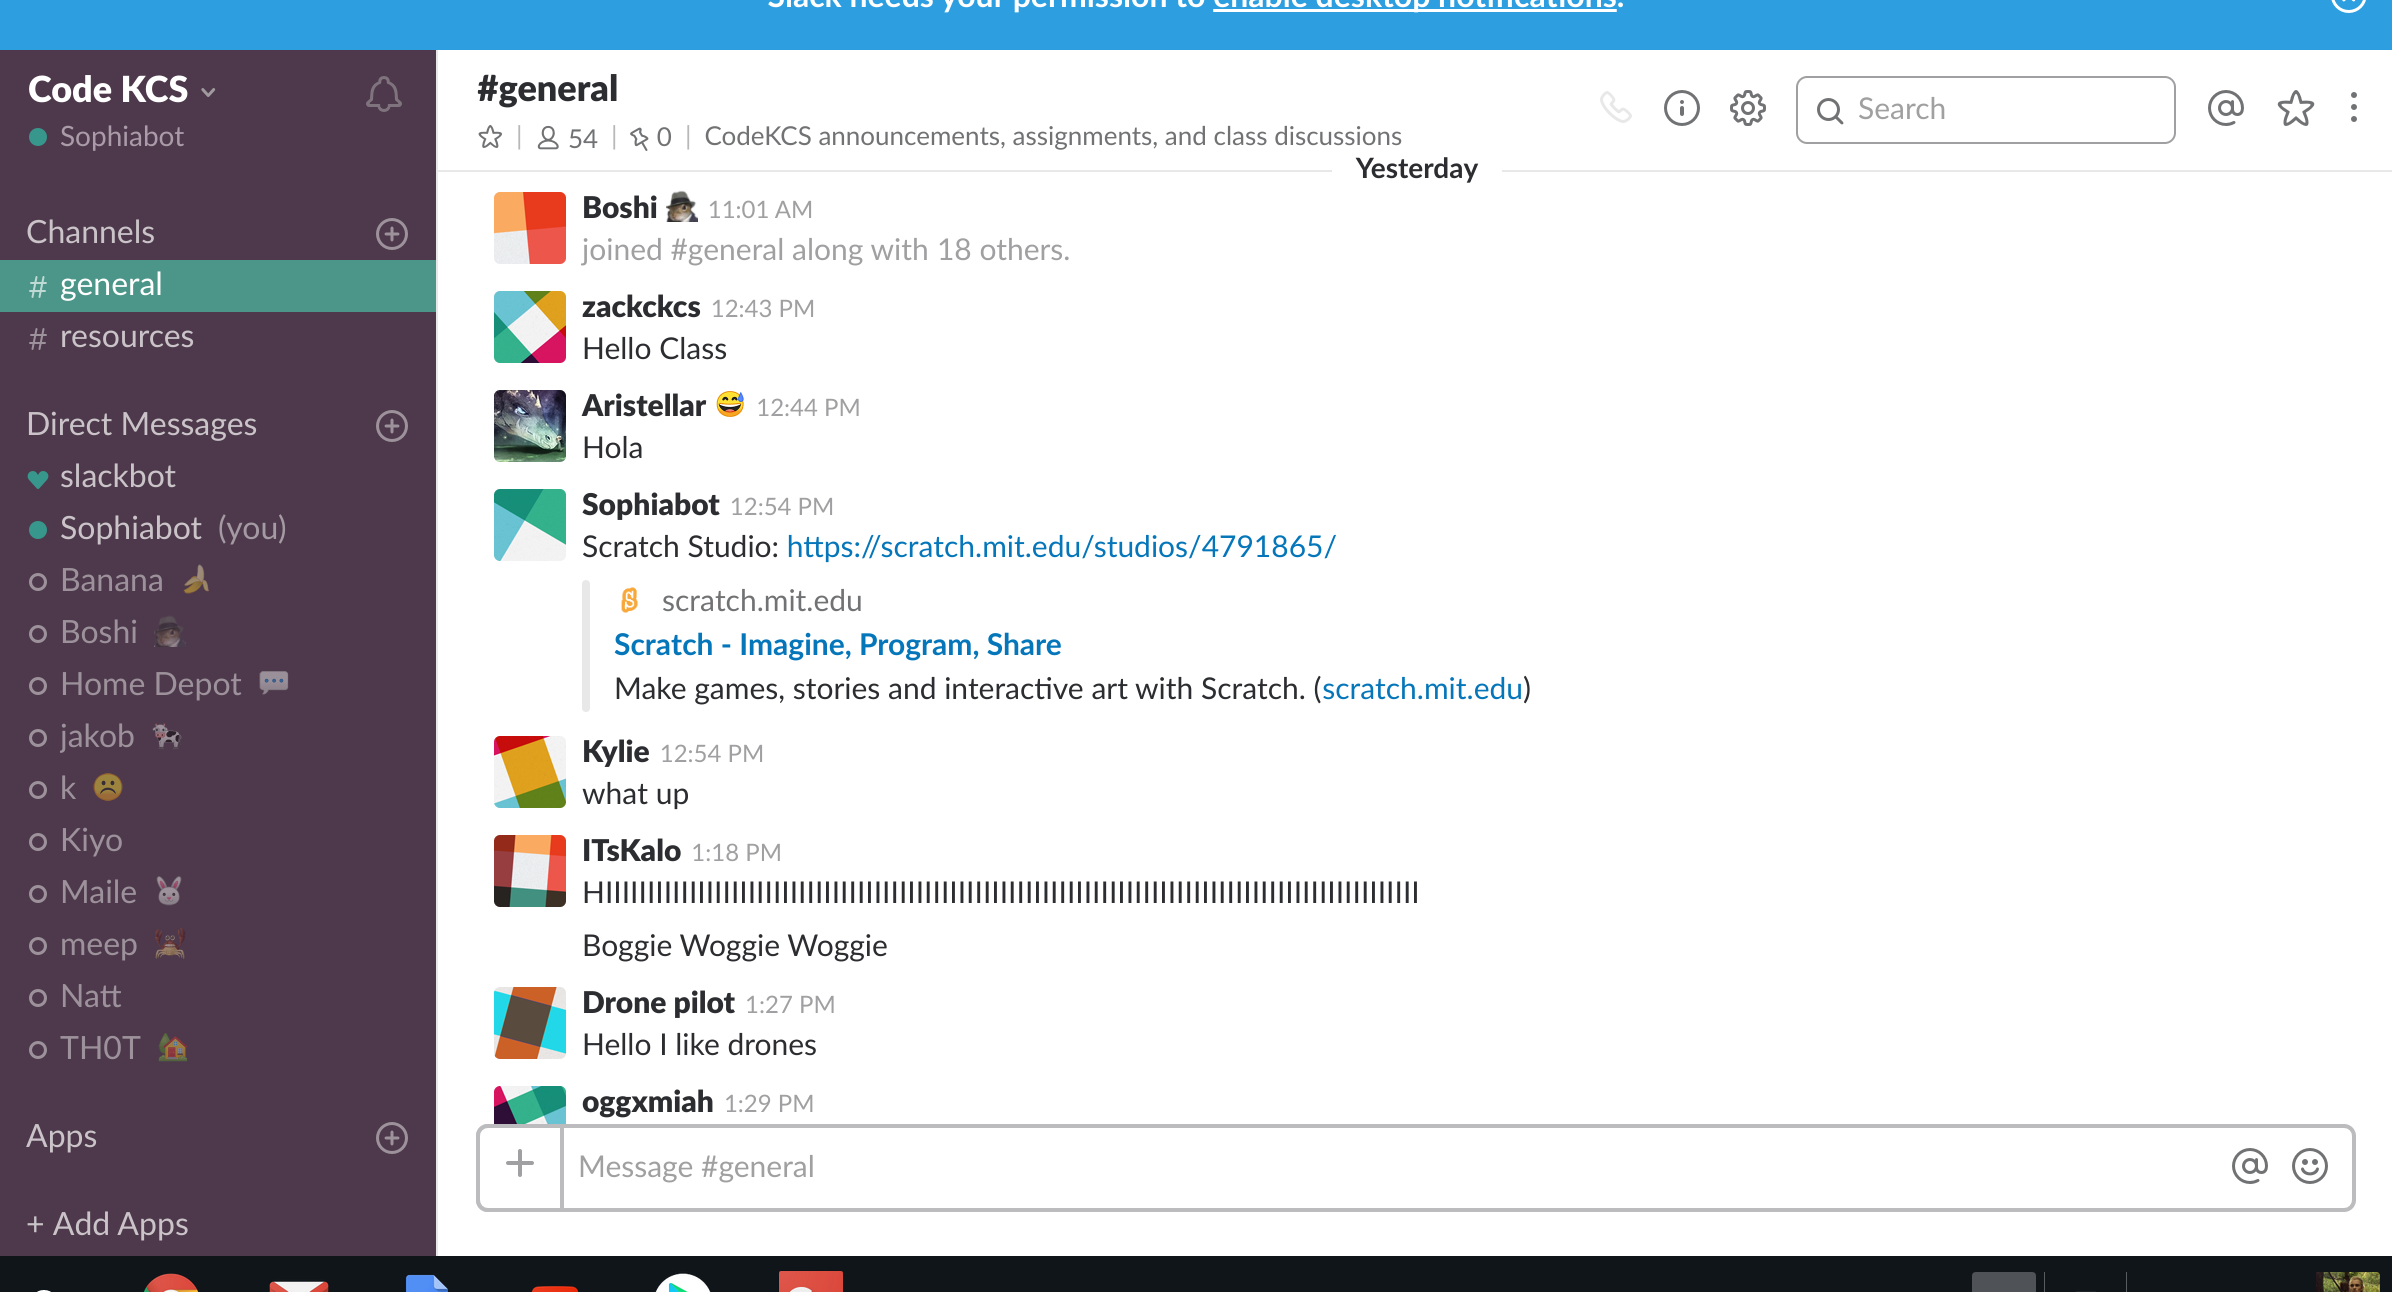 Slack needs your permission to enable desktop notifications.
Code KCS
Sophiabot
Channels
# general
# resources
Direct Messages
slackbot
Sophiabot (you)
Banana
Boshi
Home Depot
jakob
k
Kiyo
Maile
meep
Natt
TH0T
Apps
+ Add Apps
#general
54 | 0 | CodeKCS announcements, assignments, and class discussions
Search
Yesterday
Boshi 11:01 AM
joined #general along with 18 others.
zackckcs 12:43 PM
Hello Class
Aristellar 12:44 PM
Hola
Sophiabot 12:54 PM
Scratch Studio: https://scratch.mit.edu/studios/4791865/
scratch.mit.edu
Scratch - Imagine, Program, Share
Make games, stories and interactive art with Scratch. (scratch.mit.edu)
Kylie 12:54 PM
what up
ITsKalo 1:18 PM
Boggie Woggie Woggie
Drone pilot 1:27 PM
Hello I like drones
oggxmiah 1:29 PM
Message #general